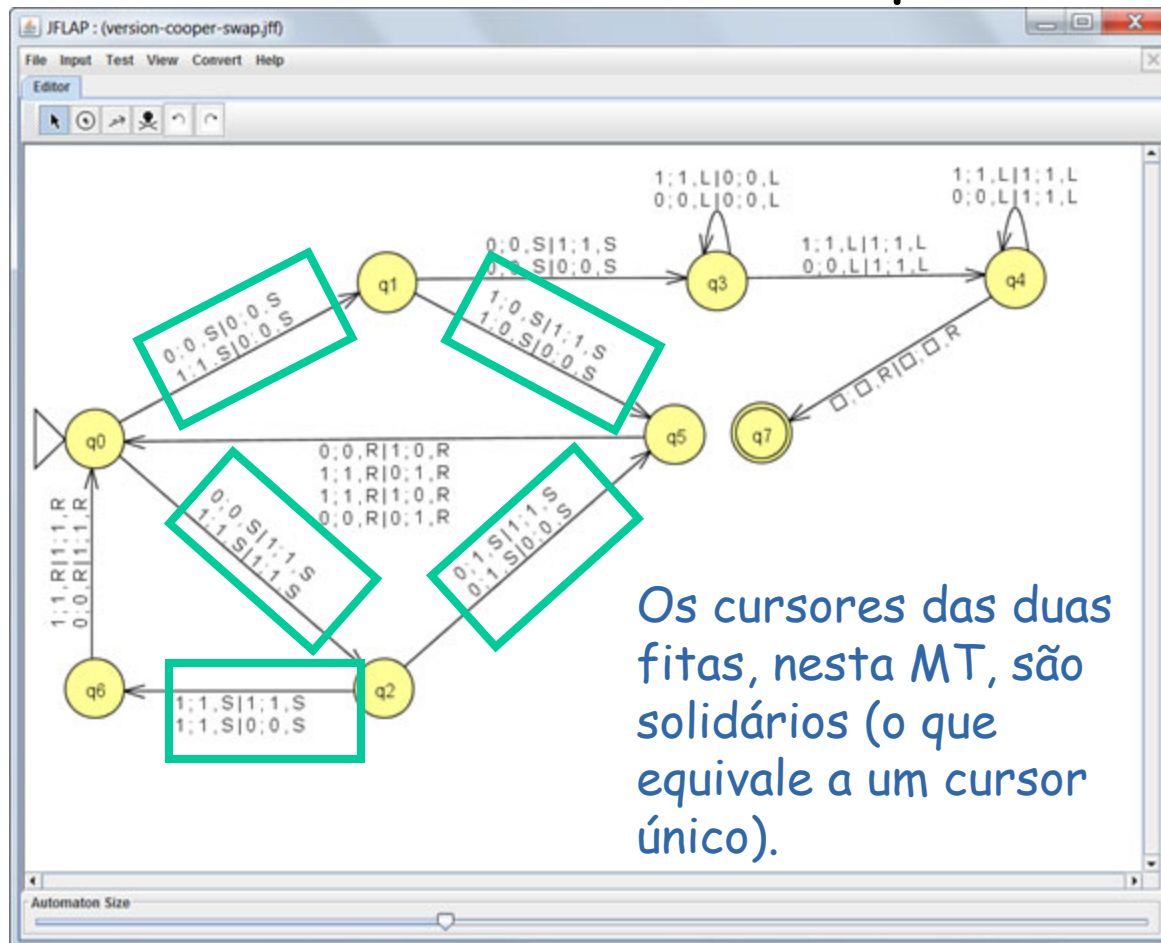 JFLAP : (version-cooper-swap.jff)
File Input Test View Convert Help
Editor
1;1,L|0;0,L
0;0,L|0;0,L
1;1,L|1;1,L
0;0,L|1;1,L
0;0,S|1;1,S
0;0,S|0;0,S
1;1,L|1;1,L
0;0,L|1;1,L
q1
q3
q4
0;0,S|0;0,S
1;1,S|0;0,S
1;0,S|1;1,S
1;0,S|0;0,S
□;□,R|□;□,R
q0
q5
q7
0;0,R|1;0,R
1;1,R|0;1,R
1;1,R|1;0,R
0;0,R|0;1,R
1;1,R|1;1,R
0;0,R|1;1,R
0;0,S|1;1,S
1;1,S|1;1,S
0;1,S|1;1,S
0;1,S|0;0,S
q6
q2
1;1,S|1;1,S
1;1,S|0;0,S
Os cursores das duas
fitas, nesta MT, são
solidários (o que
equivale a um cursor
único).
Automaton Size